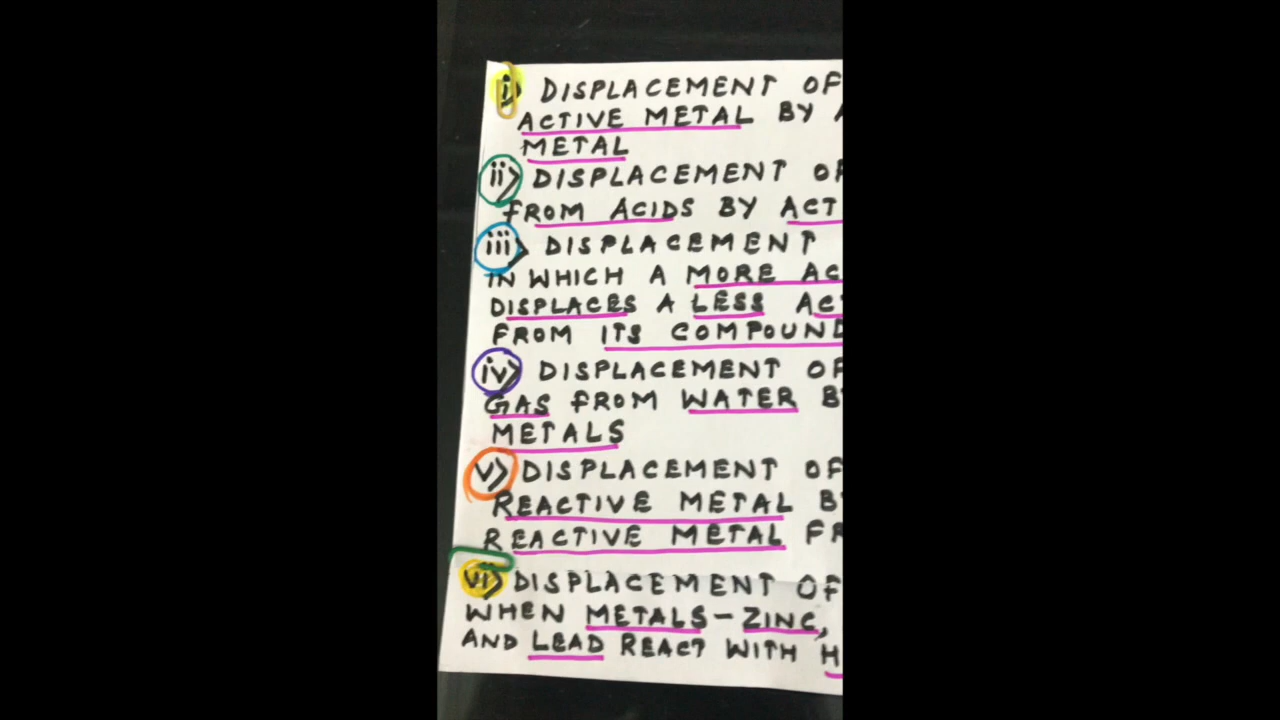 i) DISPLACEMENT OF
ACTIVE METAL BY
METAL
ii) DISPLACEMENT OF
FROM ACIDS BY ACT
iii) DISPLACEMENT
IN WHICH A MORE AC
DISPLACES A LESS ACT
FROM ITS COMPOUND
iv) DISPLACEMENT OF
GAS FROM WATER B
METALS
v) DISPLACEMENT OF
REACTIVE METAL B
REACTIVE METAL FR
vi) DISPLACEMENT OF
WHEN METALS - ZINC,
AND LEAD REACT WITH H